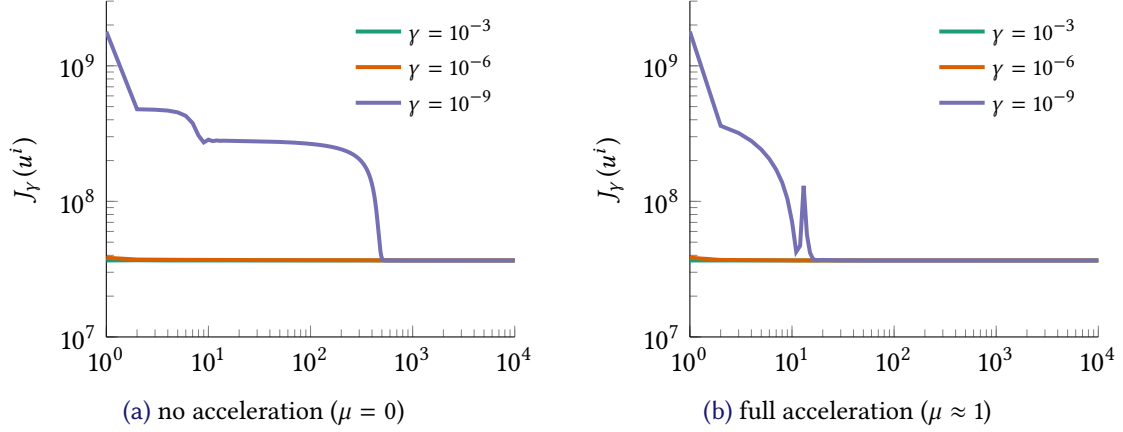 γ = 10⁻³
γ = 10⁻⁶
γ = 10⁻⁹
10⁹
10⁸
10⁷
J_γ(uⁱ)
10⁰ 10¹ 10² 10³ 10⁴
(a) no acceleration (μ = 0)
γ = 10⁻³
γ = 10⁻⁶
γ = 10⁻⁹
10⁹
10⁸
10⁷
J_γ(uⁱ)
10⁰ 10¹ 10² 10³ 10⁴
(b) full acceleration (μ ≈ 1)